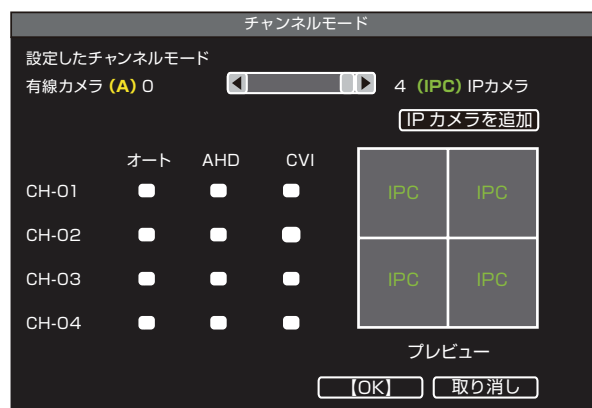 チャンネルモード
設定したチャンネルモード
有線カメラ (A) 0 4 (IPC) IPカメラ
IP カメラを追加
オート AHD CVI
CH-01
CH-02
CH-03
CH-04
IPC IPC
IPC IPC
プレビュー
【OK】 取り消し